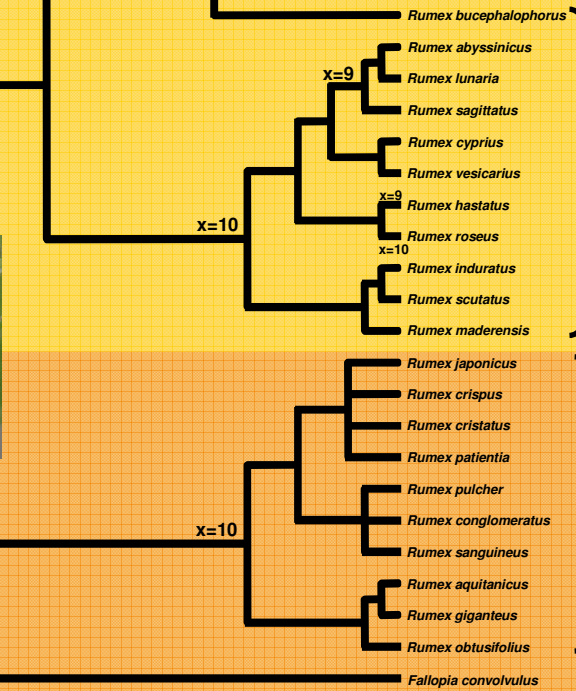 Rumex bucephalophorus
Rumex abyssinicus
x=9
Rumex lunaria
Rumex sagittatus
Rumex cyprius
Rumex vesicarius
x=9
Rumex hastatus
x=10
Rumex roseus
x=10
Rumex induratus
Rumex scutatus
Rumex maderensis
Rumex japonicus
Rumex crispus
Rumex cristatus
Rumex patientia
Rumex pulcher
Rumex conglomeratus
x=10
Rumex sanguineus
Rumex aquitanicus
Rumex giganteus
Rumex obtusifolius
Fallopia convolvulus